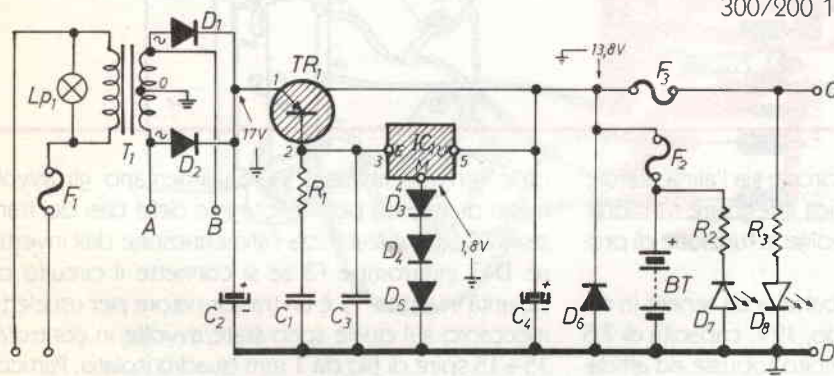 300/200 1
D1
TR1
Lp1
T1
F1
~
O
~
D2
A
B
17V
1
2
R1
C2
C1
C3
3
E
IC1
U
5
M
4
D3
D4
D5
1,8V
C4
+
+
13,8V
F3
F2
D6
BT
R2
R3
D7
D8
C
D